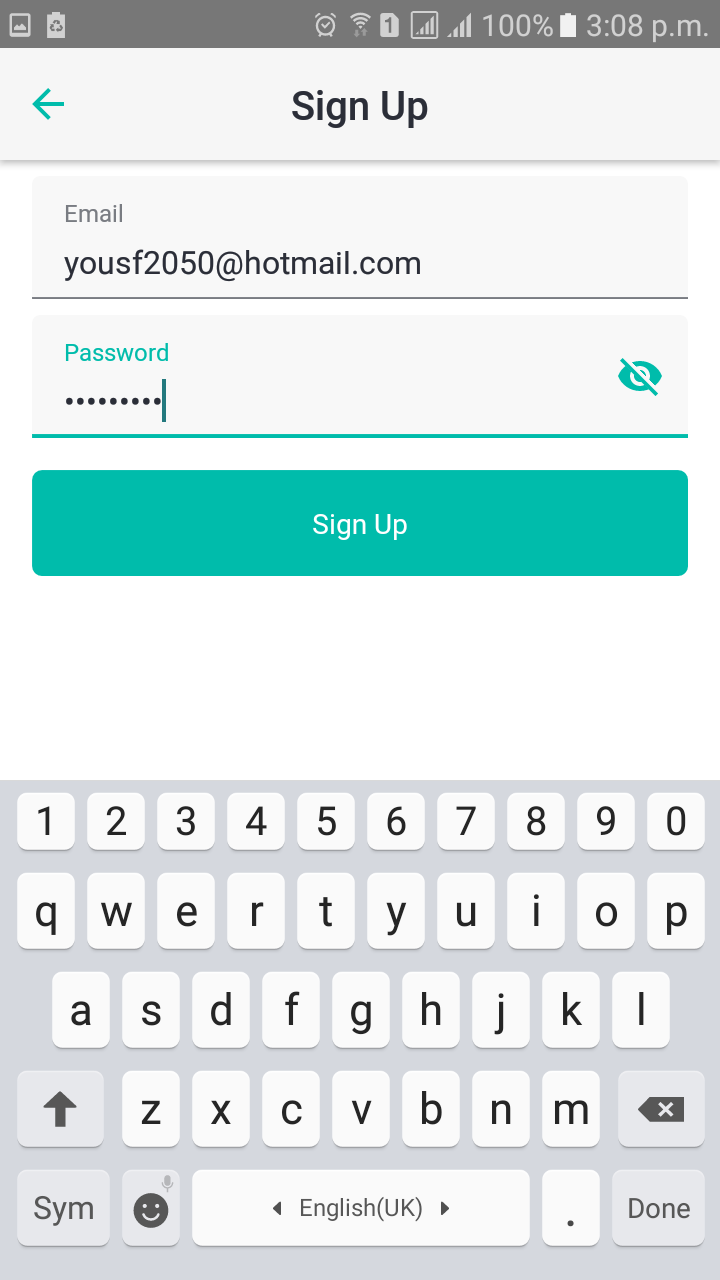 100% 3:08 p.m.
Sign Up
Email
yousf2050@hotmail.com
Password
•••••••••
Sign Up
1 2 3 4 5 6 7 8 9 0
q w e r t y u i o p
a s d f g h j k l
z x c v b n m
Sym English(UK) . Done